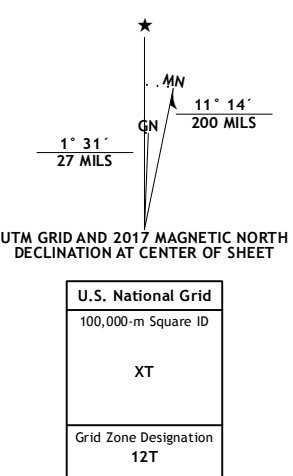 ★
MN
11° 14´
200 MILS
GN
1° 31´
27 MILS
UTM GRID AND 2017 MAGNETIC NORTH
DECLINATION AT CENTER OF SHEET
U.S. National Grid
100,000-m Square ID
XT
Grid Zone Designation
12T